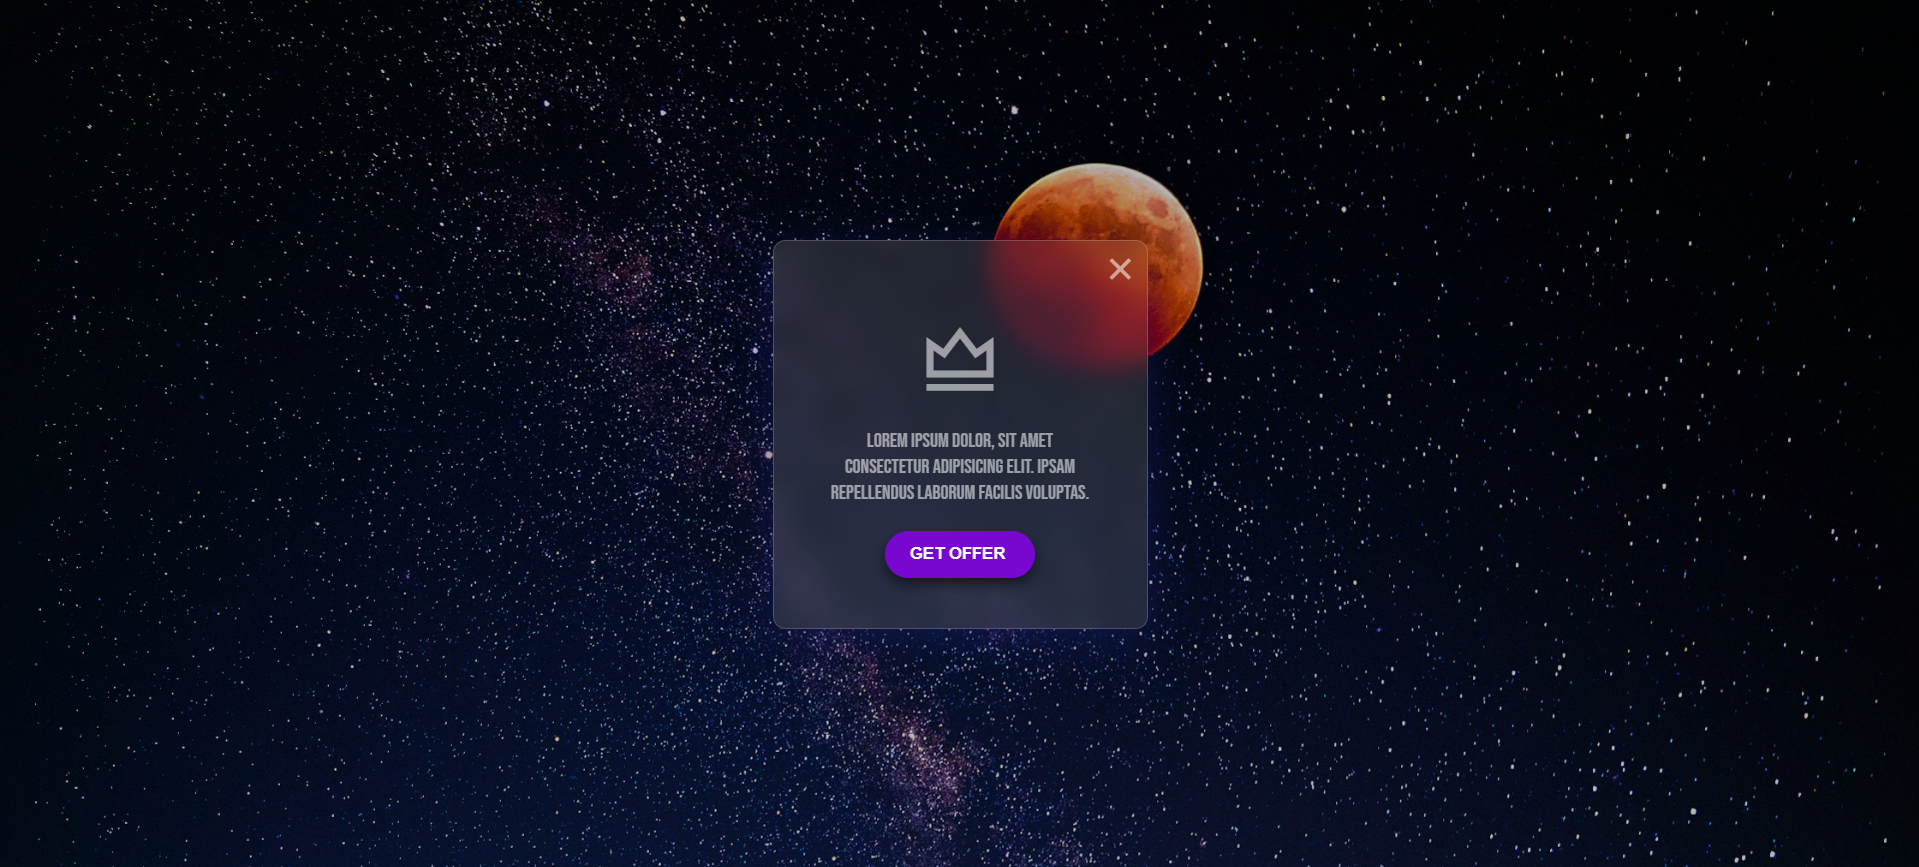 LOREM IPSUM DOLOR, SIT AMET
CONSECTETUR ADIPISICING ELIT. IPSAM
REPELLENDUS LABORUM FACILIS VOLUPTAS.
GET OFFER